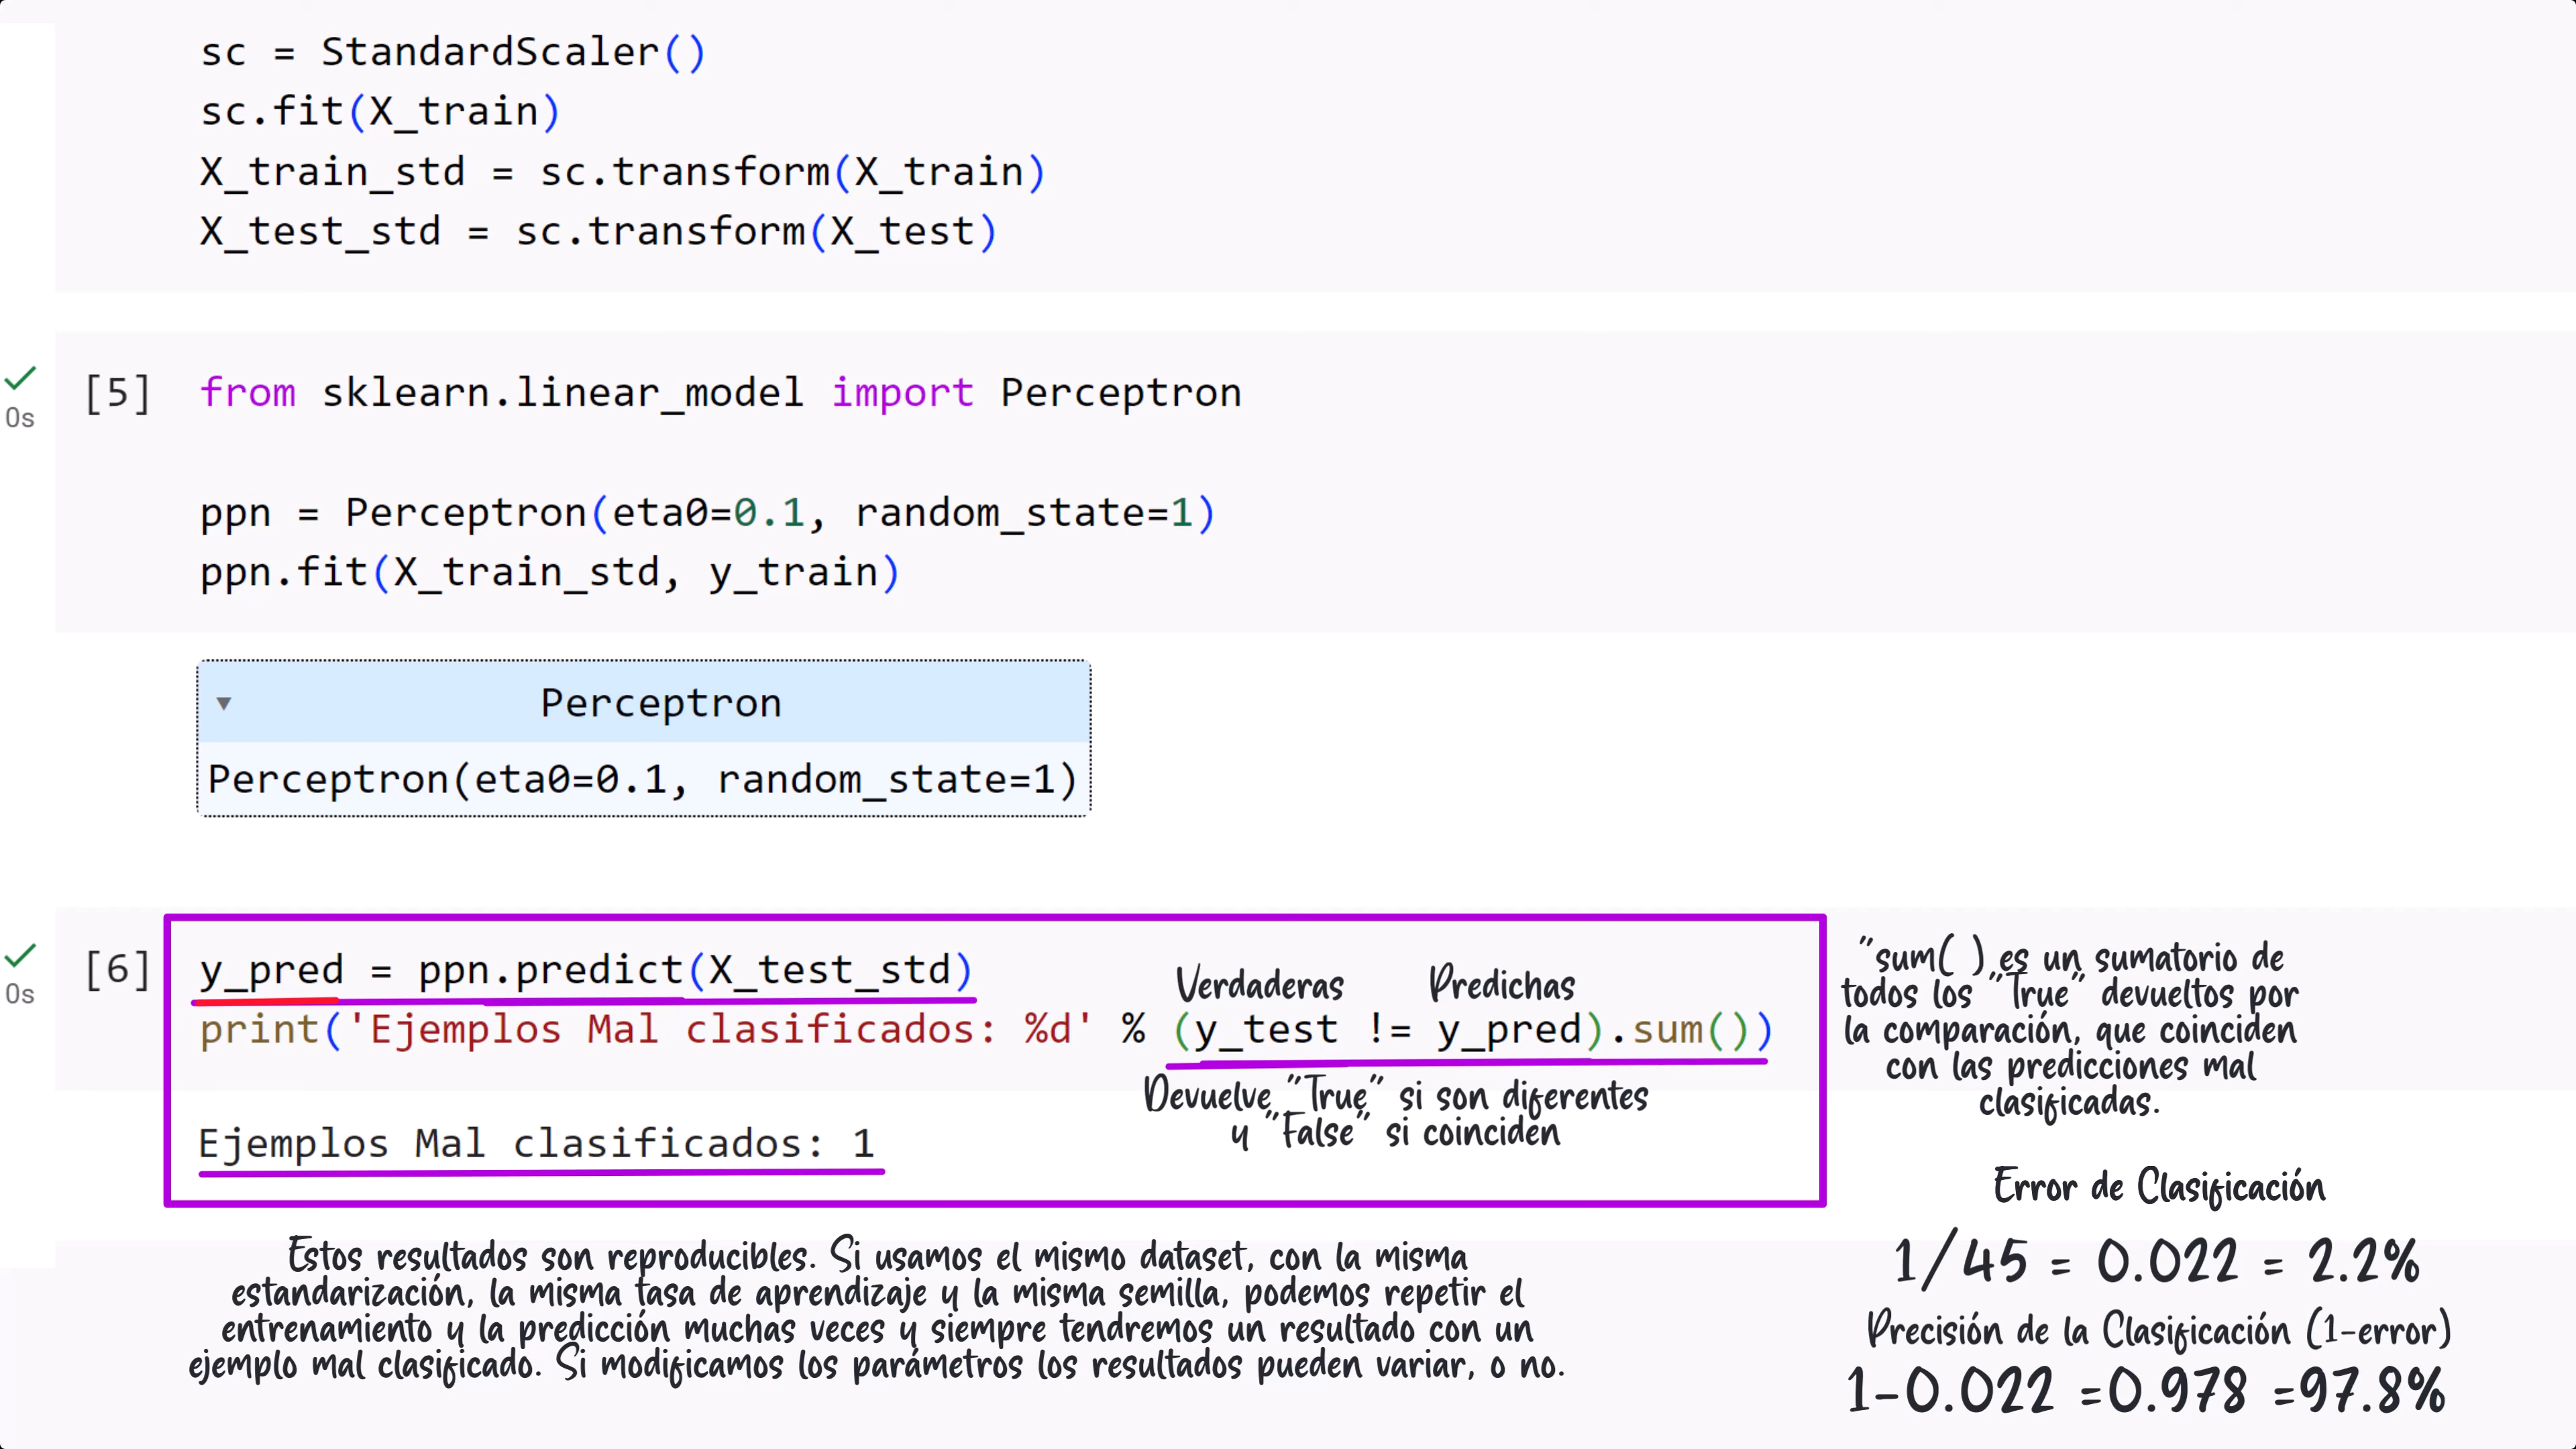 sc = StandardScaler()
sc.fit(X_train)
X_train_std = sc.transform(X_train)
X_test_std = sc.transform(X_test)
0s
[5]
from sklearn.linear_model import Perceptron
ppn = Perceptron(eta0=0.1, random_state=1)
ppn.fit(X_train_std, y_train)
Perceptron
Perceptron(eta0=0.1, random_state=1)
0s
[6]
y_pred = ppn.predict(X_test_std)
Verdaderas
Predichas
print('Ejemplos Mal clasificados: %d' % (y_test != y_pred).sum())
Devuelve "True" si son diferentes
y "False" si coinciden
Ejemplos Mal clasificados: 1
"sum( ) es un sumatorio de
todos los "True" devueltos por
la comparación, que coinciden
con las predicciones mal
clasificadas.
Error de Clasificación
1/45 = 0.022 = 2.2%
Precisión de la Clasificación (1-error)
1-0.022 =0.978 =97.8%
Estos resultados son reproducibles. Si usamos el mismo dataset, con la misma
estandarización, la misma tasa de aprendizaje y la misma semilla, podemos repetir el
entrenamiento y la predicción muchas veces y siempre tendremos un resultado con un
ejemplo mal clasificado. Si modificamos los parámetros los resultados pueden variar, o no.